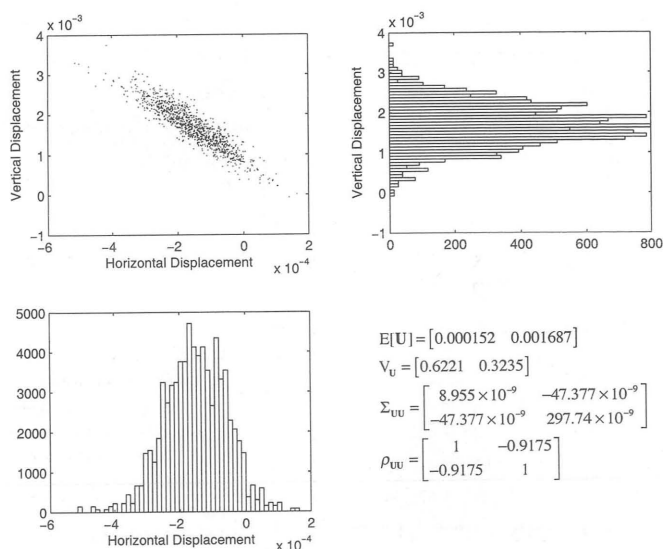 x 10⁻³
4
3
2
1
0
−1
Vertical Displacement
−6 −4 −2 0 2
x 10⁻⁴
Horizontal Displacement
x 10⁻³
4
3
2
1
0
−1
Vertical Displacement
0 200 400 600 800
5000
4000
3000
2000
1000
0
−6 −4 −2 0 2
x 10⁻⁴
Horizontal Displacement
E[U] = [0.000152 0.001687]
V_U = [0.6221 0.3235]
Σ_UU = [8.955×10⁻⁹ −47.377×10⁻⁹
−47.377×10⁻⁹ 297.74×10⁻⁹]
ρ_UU = [1 −0.9175
−0.9175 1]